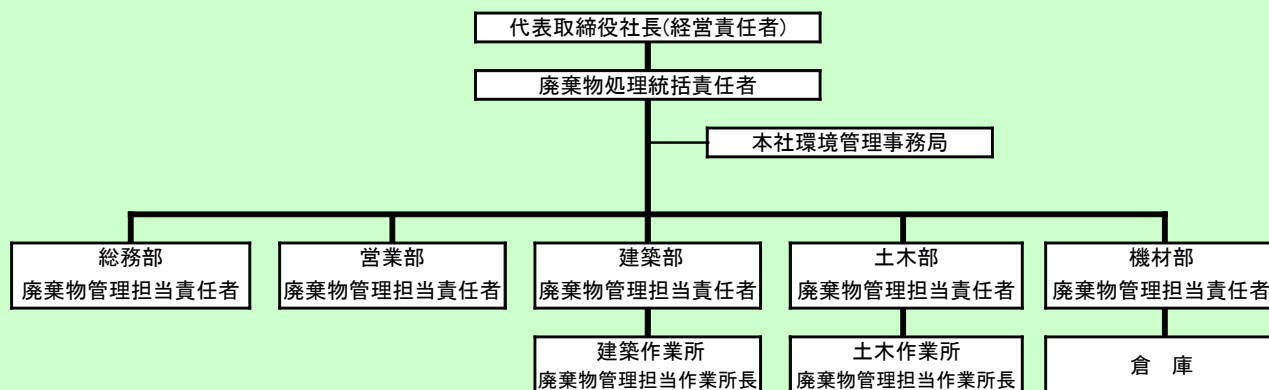 代表取締役社長(経営責任者)
廃棄物処理統括責任者
本社環境管理事務局
総務部
廃棄物管理担当責任者
営業部
廃棄物管理担当責任者
建築部
廃棄物管理担当責任者
土木部
廃棄物管理担当責任者
機材部
廃棄物管理担当責任者
建築作業所
廃棄物管理担当作業所長
土木作業所
廃棄物管理担当作業所長
倉　庫